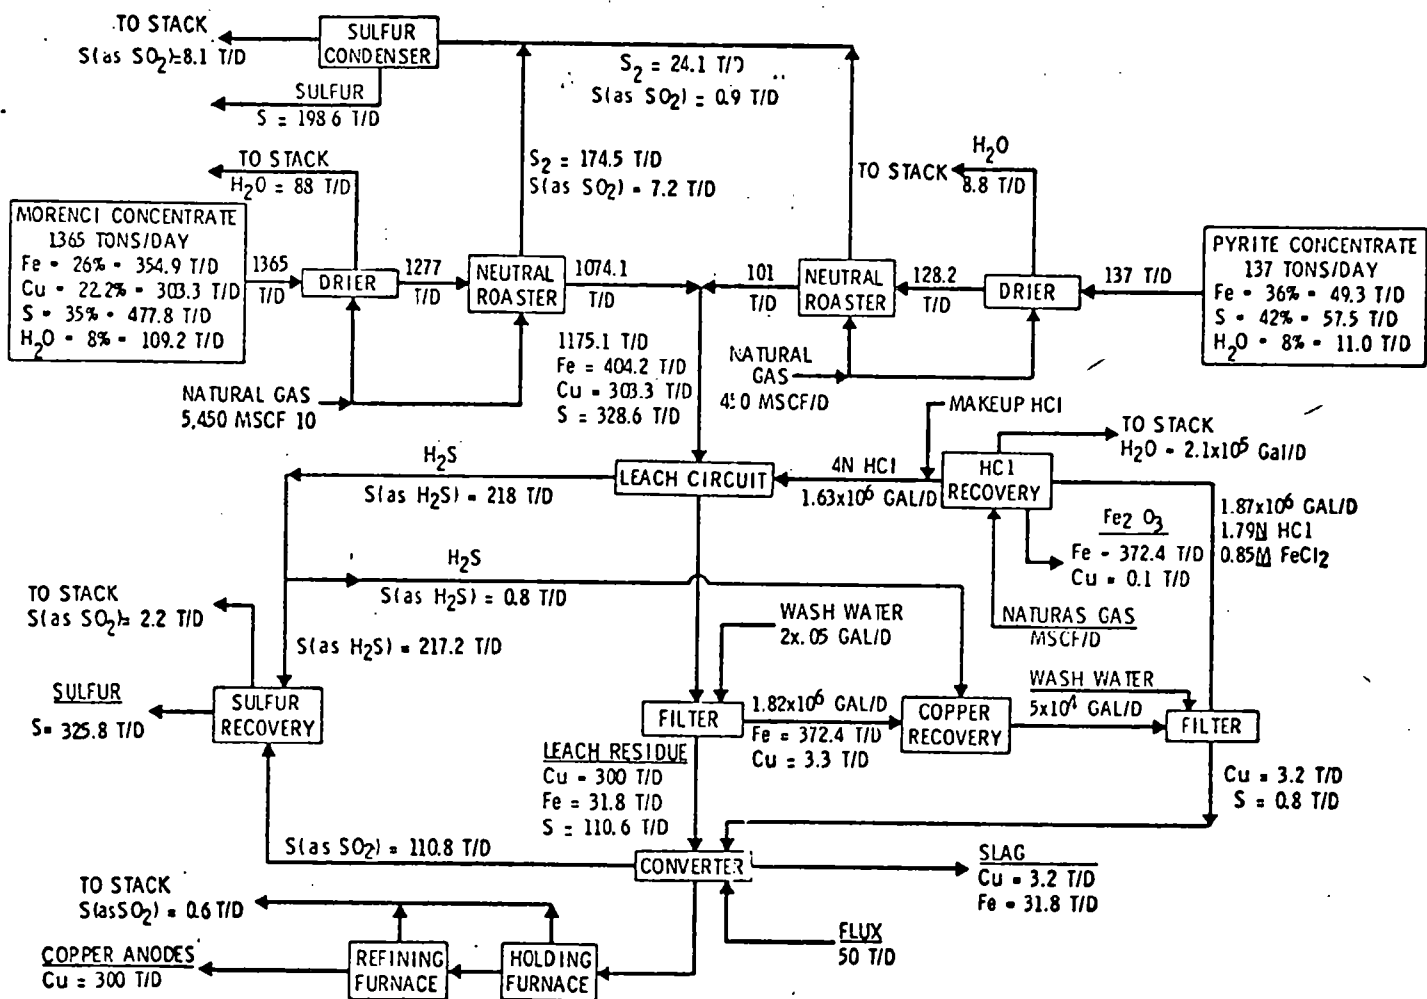 TO STACK
S(as SO2)=8.1 T/D
SULFUR
CONDENSER
SULFUR
S = 198.6 T/D
S2 = 24.1 T/D
S(as SO2) = 0.9 T/D
TO STACK
H2O = 88 T/D
S2 = 174.5 T/D
S(as SO2) = 7.2 T/D
TO STACK
H2O
8.8 T/D
MORENCI CONCENTRATE
1365 TONS/DAY
Fe = 26% = 354.9 T/D
Cu = 22.2% = 303.3 T/D
S = 35% = 477.8 T/D
H2O = 8% = 109.2 T/D
1365
T/D
DRIER
1277
T/D
NEUTRAL
ROASTER
1074.1
T/D
101
T/D
NEUTRAL
ROASTER
128.2
T/D
DRIER
137 T/D
PYRITE CONCENTRATE
137 TONS/DAY
Fe = 36% = 49.3 T/D
S = 42% = 57.5 T/D
H2O = 8% = 11.0 T/D
NATURAL GAS
5,450 MSCF 10
1175.1 T/D
Fe = 404.2 T/D
Cu = 303.3 T/D
S = 328.6 T/D
NATURAL
GAS
MSCF/D
MAKEUP HCl
H2S
S(as H2S) = 218 T/D
LEACH CIRCUIT
4N HCl
1.63x10^6 GAL/D
HCl
RECOVERY
TO STACK
H2O = 2.1x10^5 Gal/D
1.87x10^6 GAL/D
1.79N HCl
0.85M FeCl2
Fe2 O3
Fe = 372.4 T/D
Cu = 0.1 T/D
NATURAS GAS
MSCF/D
H2S
S(as H2S) = 0.8 T/D
TO STACK
S(as SO2)= 2.2 T/D
S(as H2S) = 217.2 T/D
WASH WATER
2x.05 GAL/D
SULFUR
S= 325.8 T/D
SULFUR
RECOVERY
FILTER
1.82x10^6 GAL/D
Fe = 372.4 T/D
Cu = 3.3 T/D
COPPER
RECOVERY
WASH WATER
5x10^4 GAL/D
FILTER
LEACH RESIDUE
Cu = 300 T/D
Fe = 31.8 T/D
S = 110.6 T/D
Cu = 3.2 T/D
S = 0.8 T/D
S(as SO2) = 110.8 T/D
CONVERTER
SLAG
Cu = 3.2 T/D
Fe = 31.8 T/D
TO STACK
S(asSO2) = 0.6 T/D
FLUX
50 T/D
COPPER ANODES
Cu = 300 T/D
REFINING
FURNACE
HOLDING
FURNACE